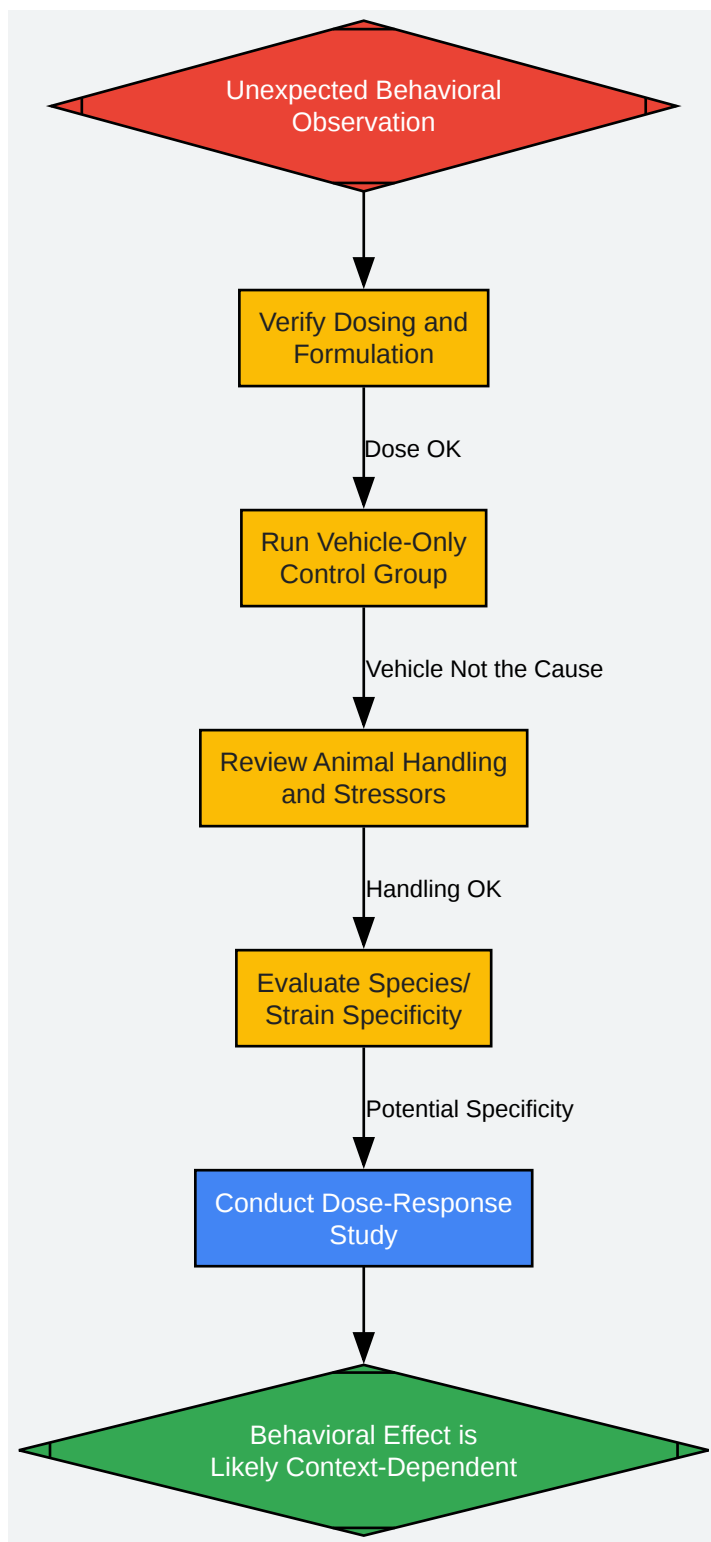 Unexpected Behavioral
Observation
Verify Dosing and
Formulation
Dose OK
Run Vehicle-Only
Control Group
Vehicle Not the Cause
Review Animal Handling
and Stressors
Handling OK
Evaluate Species/
Strain Specificity
Potential Specificity
Conduct Dose-Response
Study
Behavioral Effect is
Likely Context-Dependent